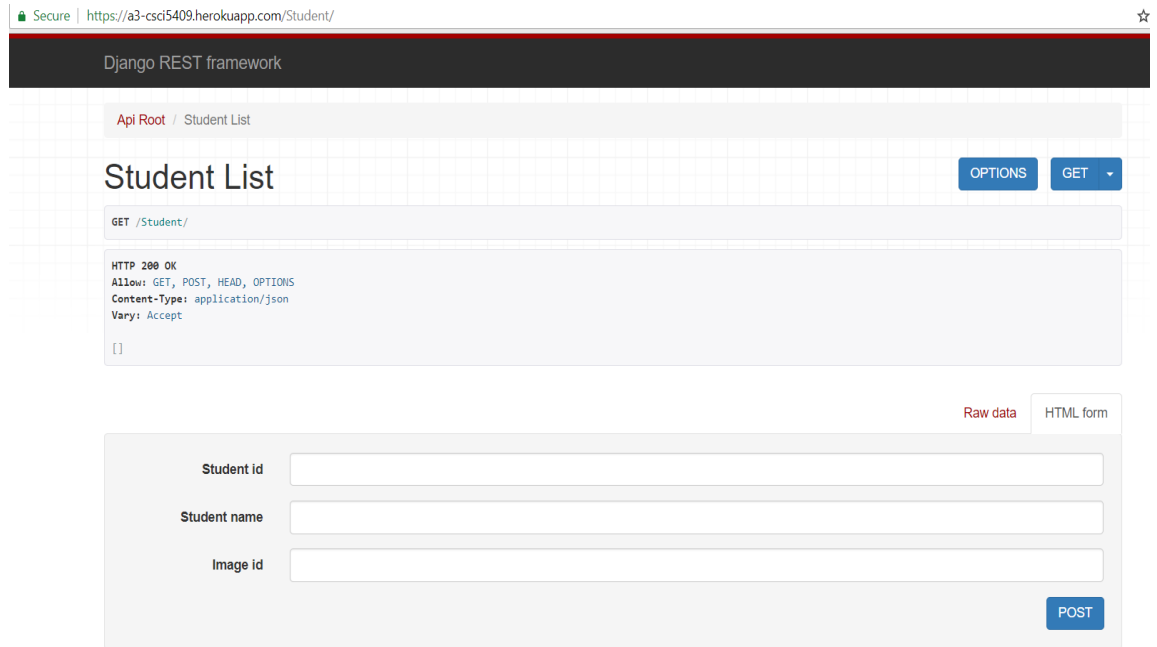 Secure | https://a3-csci5409.herokuapp.com/Student/
Django REST framework
Api Root / Student List
Student List
OPTIONS
GET
GET /Student/
HTTP 200 OK
Allow: GET, POST, HEAD, OPTIONS
Content-Type: application/json
Vary: Accept
[]
Raw data
HTML form
Student id
Student name
Image id
POST